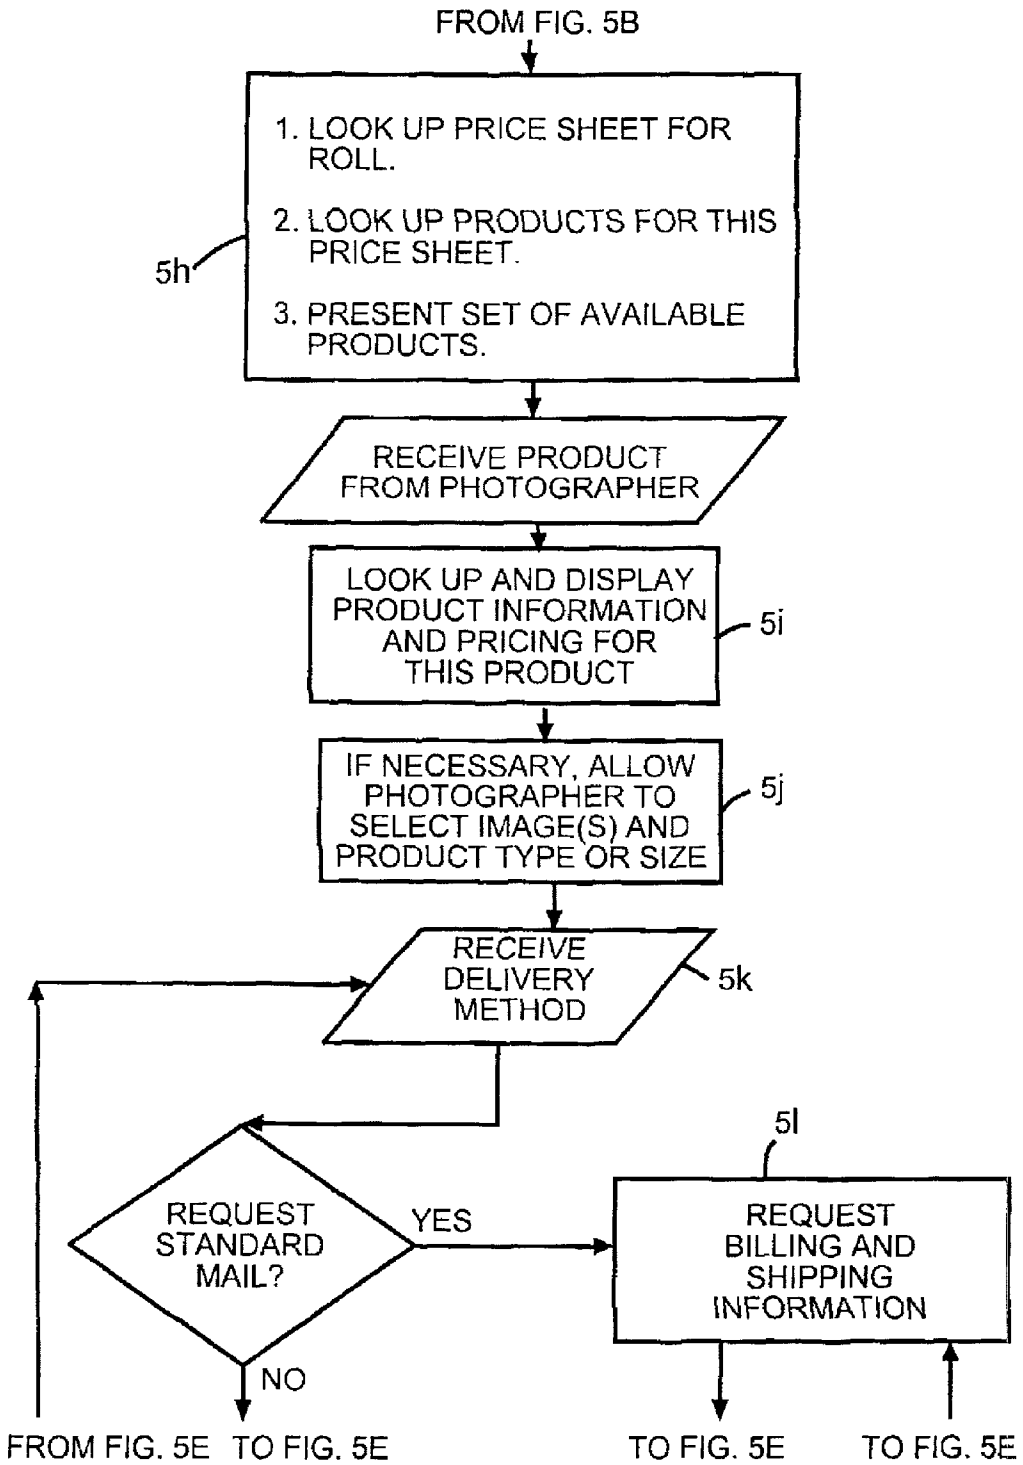 FROM FIG. 5B
1. LOOK UP PRICE SHEET FOR
ROLL.
2. LOOK UP PRODUCTS FOR THIS
PRICE SHEET.
3. PRESENT SET OF AVAILABLE
PRODUCTS.
5h
RECEIVE PRODUCT
FROM PHOTOGRAPHER
LOOK UP AND DISPLAY
PRODUCT INFORMATION
AND PRICING FOR
THIS PRODUCT
5i
IF NECESSARY, ALLOW
PHOTOGRAPHER TO
SELECT IMAGE(S) AND
PRODUCT TYPE OR SIZE
5j
RECEIVE
DELIVERY
METHOD
5k
REQUEST
STANDARD
MAIL?
YES
NO
5l
REQUEST
BILLING AND
SHIPPING
INFORMATION
FROM FIG. 5E
TO FIG. 5E
TO FIG. 5E
TO FIG. 5E